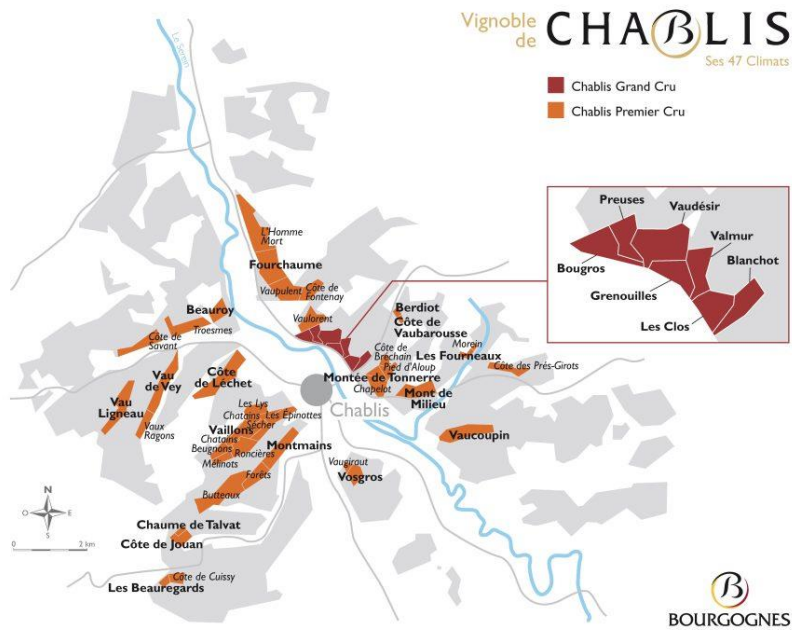 Vignoble
de
CHABLIS
Ses 47 Climats
Chablis Grand Cru
Chablis Premier Cru
Le Serein
Preuses
Vaudésir
Valmur
Blanchot
Bougros
Grenouilles
Les Clos
L'Homme
Mort
Fourchaume
Vaupulent
Côte de
Fontenay
Vaulorent
Beauroy
Troesmes
Côte de
Savant
Berdiot
Côte de
Vaubarousse
Côte de
Bréchain
Morein
Les Fourneaux
Pied d'Aloup
Côte des Prés-Girots
Montée de Tonnerre
Chapelot
Mont de
Milieu
Vaucoupin
Vau
de Vey
Côte
de Léchet
Vau
Ligneau
Vaux
Ragons
Chablis
Les Lys
Chatains
Les Épinottes
Sécher
Vaillons
Chatains
Beugnons
Roncières
Mélinots
Montmains
Forêts
Butteaux
Vaugiraut
Vosgros
Chaume de Talvat
Côte de Jouan
Côte de Cuissy
Les Beauregards
N
O
E
S
0
2 km
B
BOURGOGNES